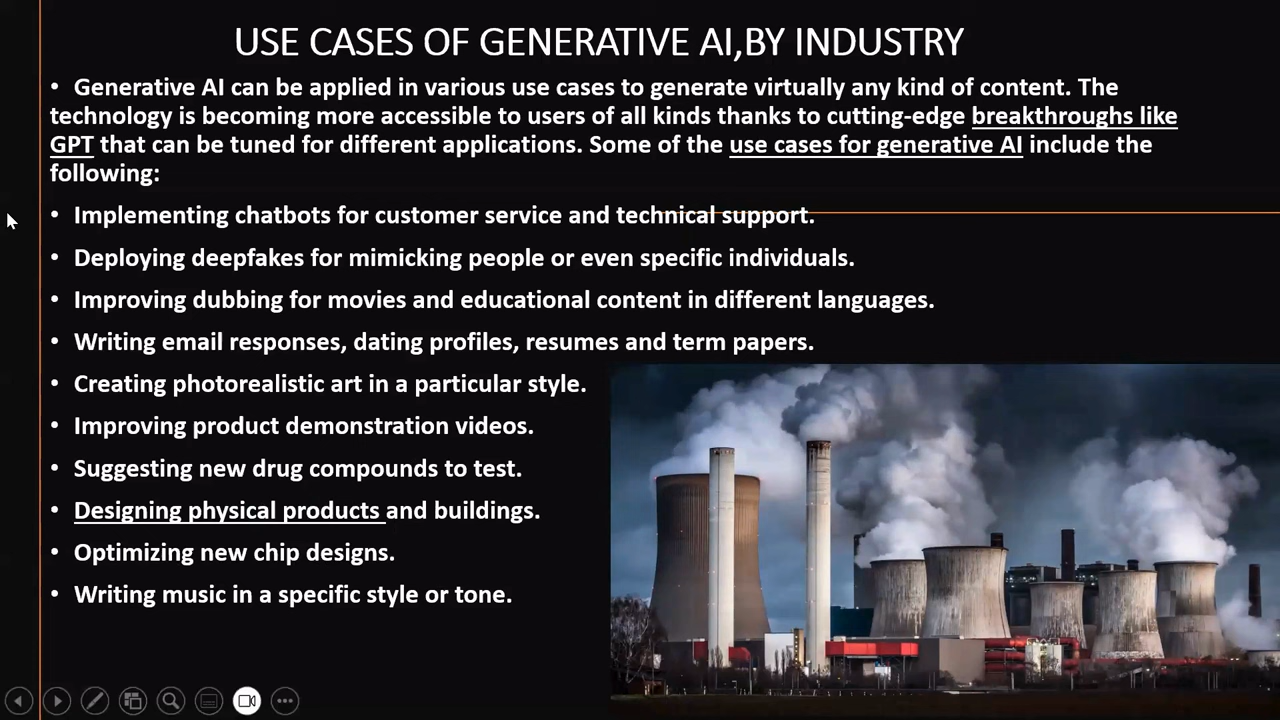 USE CASES OF GENERATIVE AI,BY INDUSTRY
• Generative AI can be applied in various use cases to generate virtually any kind of content. The
technology is becoming more accessible to users of all kinds thanks to cutting-edge breakthroughs like
GPT that can be tuned for different applications. Some of the use cases for generative AI include the
following:
• Implementing chatbots for customer service and technical support.
• Deploying deepfakes for mimicking people or even specific individuals.
• Improving dubbing for movies and educational content in different languages.
• Writing email responses, dating profiles, resumes and term papers.
• Creating photorealistic art in a particular style.
• Improving product demonstration videos.
• Suggesting new drug compounds to test.
• Designing physical products and buildings.
• Optimizing new chip designs.
• Writing music in a specific style or tone.